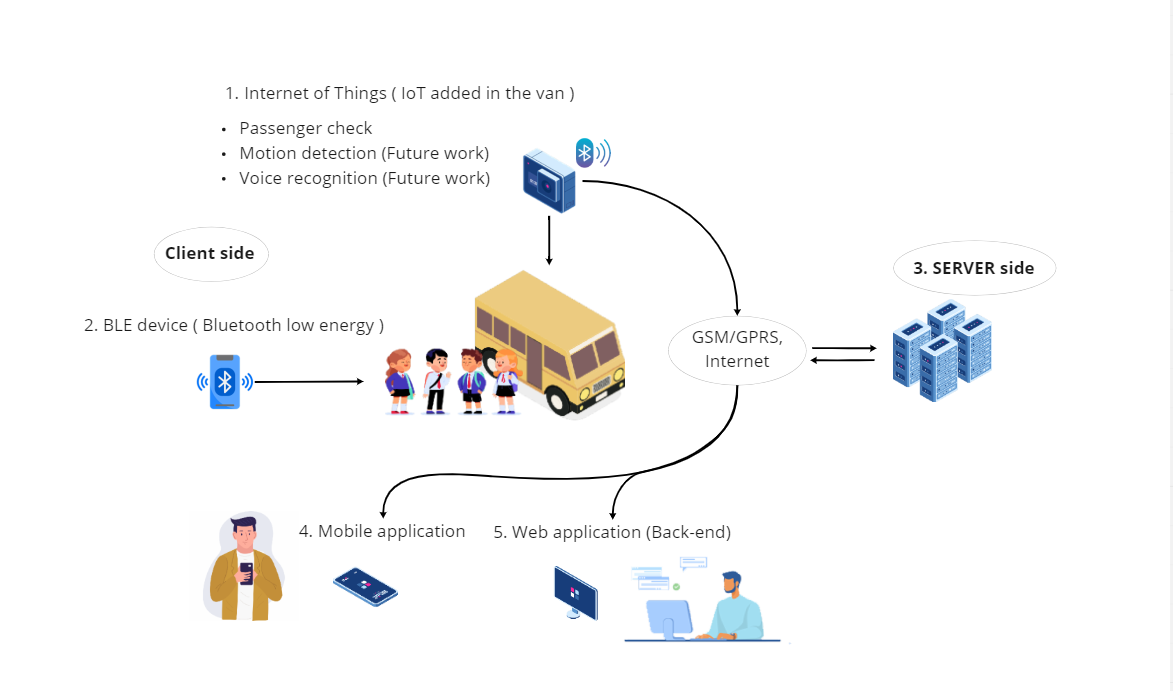 1. Internet of Things ( IoT added in the van )
• Passenger check
• Motion detection (Future work)
• Voice recognition (Future work)
Client side
3. SERVER side
2. BLE device ( Bluetooth low energy )
GSM/GPRS,
Internet
4. Mobile application
5. Web application (Back-end)